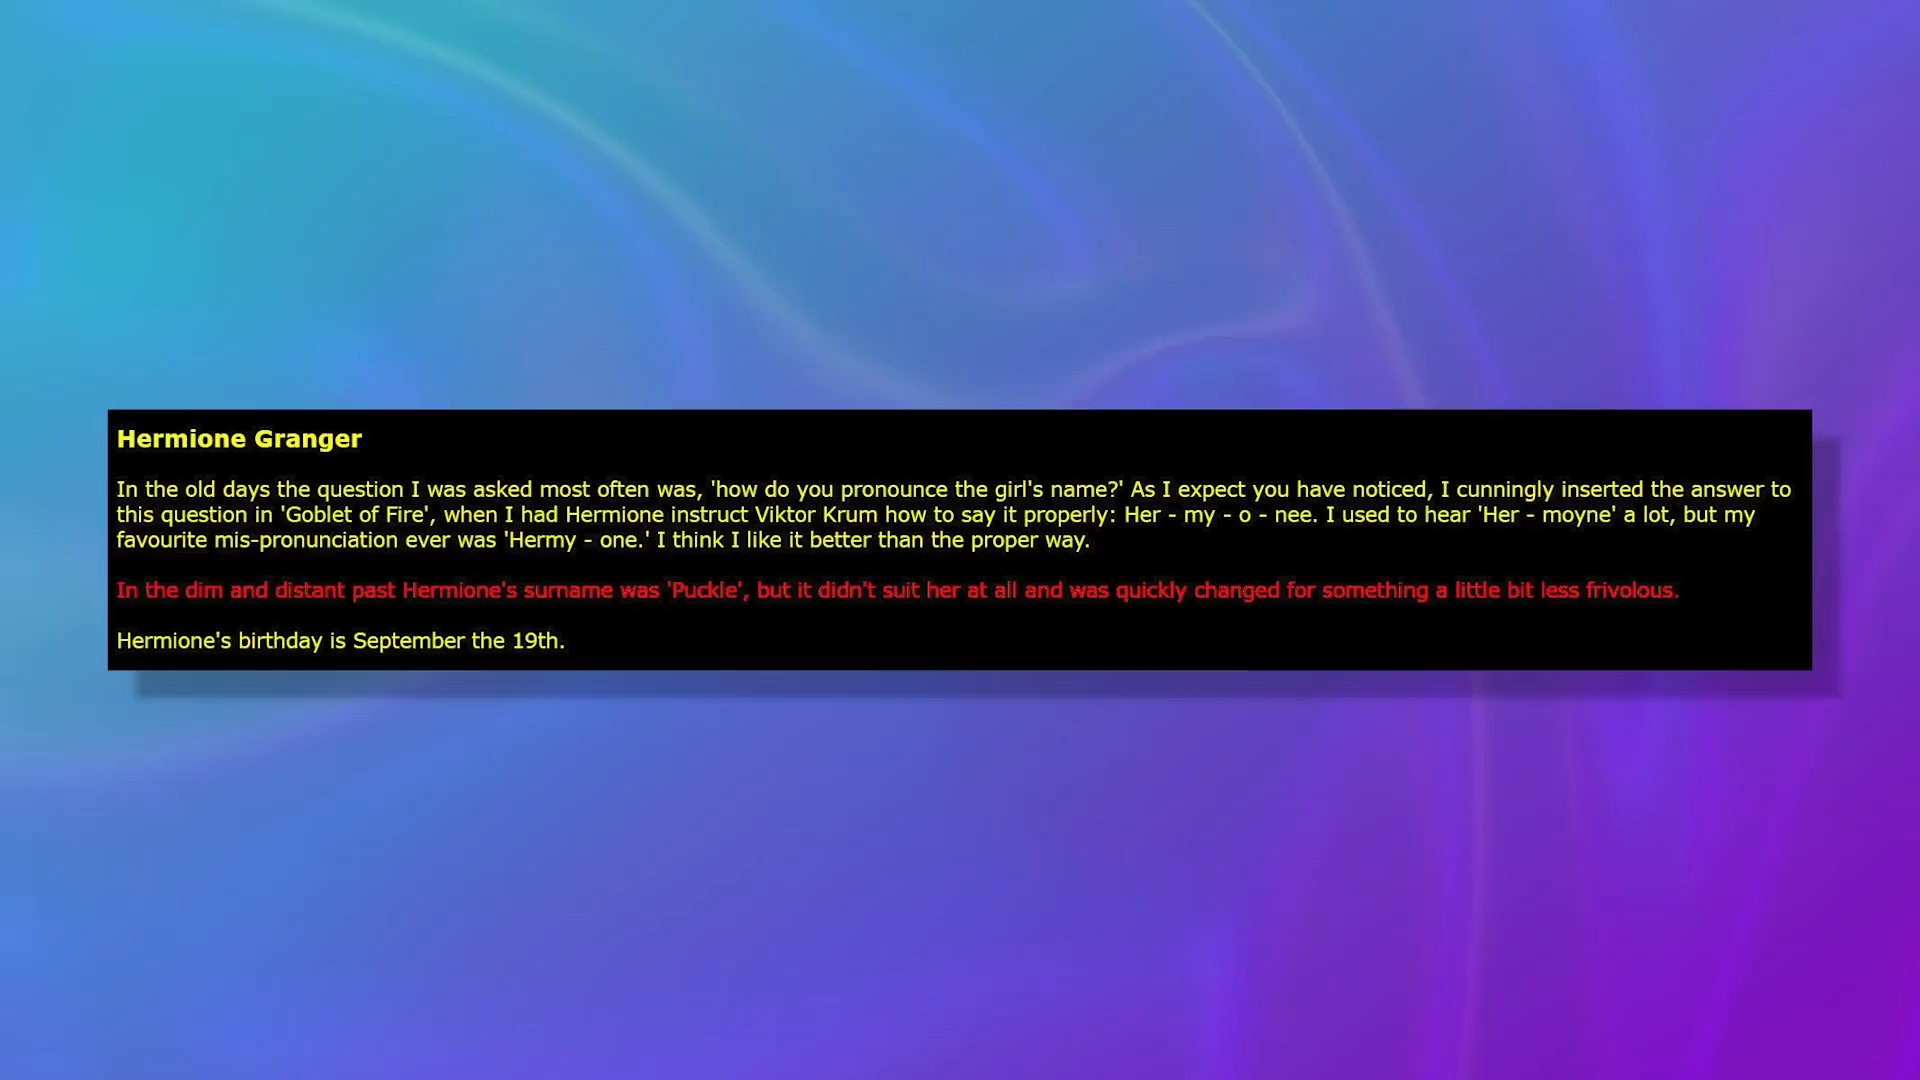 Hermione Granger
In the old days the question I was asked most often was, 'how do you pronounce the girl's name?' As I expect you have noticed, I cunningly inserted the answer to
this question in 'Goblet of Fire', when I had Hermione instruct Viktor Krum how to say it properly: Her - my - o - nee. I used to hear 'Her - moyne' a lot, but my
favourite mis-pronunciation ever was 'Hermy - one.' I think I like it better than the proper way.
In the dim and distant past Hermione's surname was 'Puckle', but it didn't suit her at all and was quickly changed for something a little bit less frivolous.
Hermione's birthday is September the 19th.